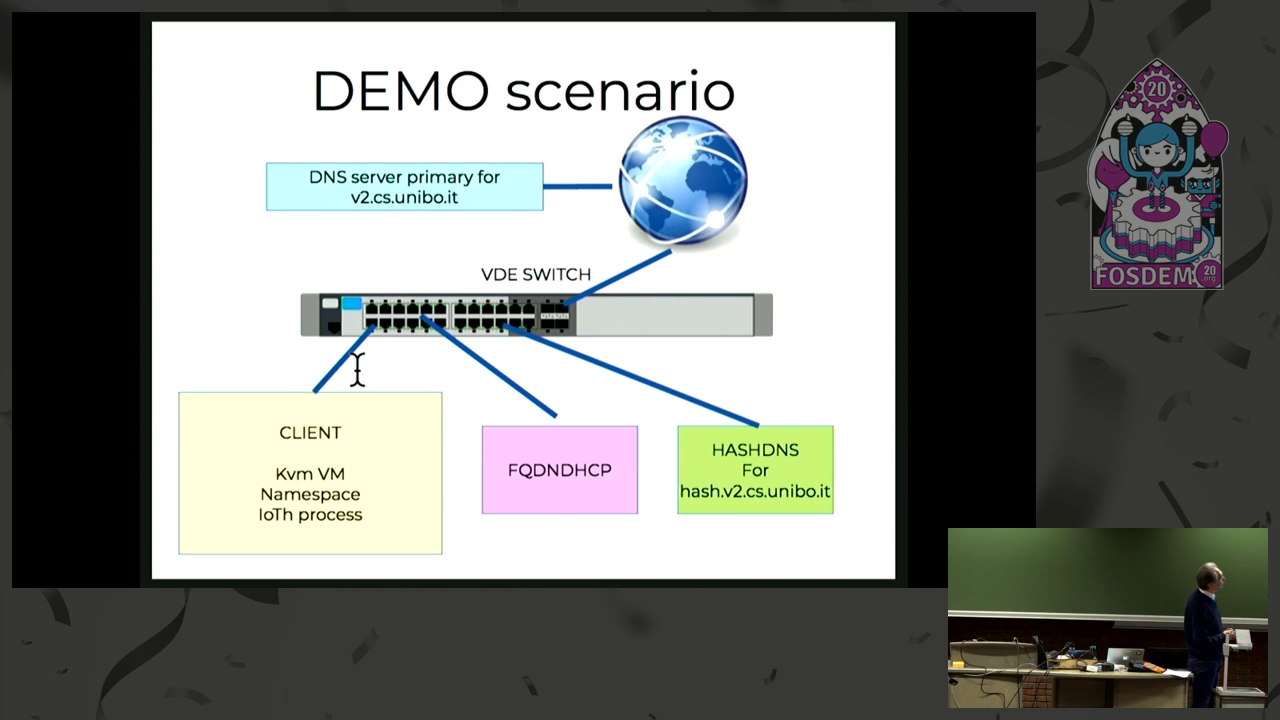 DEMO scenario
DNS server primary for
v2.cs.unibo.it
VDE SWITCH
CLIENT
Kvm VM
Namespace
IoTh process
FQDNDHCP
HASHDNS
For
hash.v2.cs.unibo.it
20
FOSDEM
20
.org